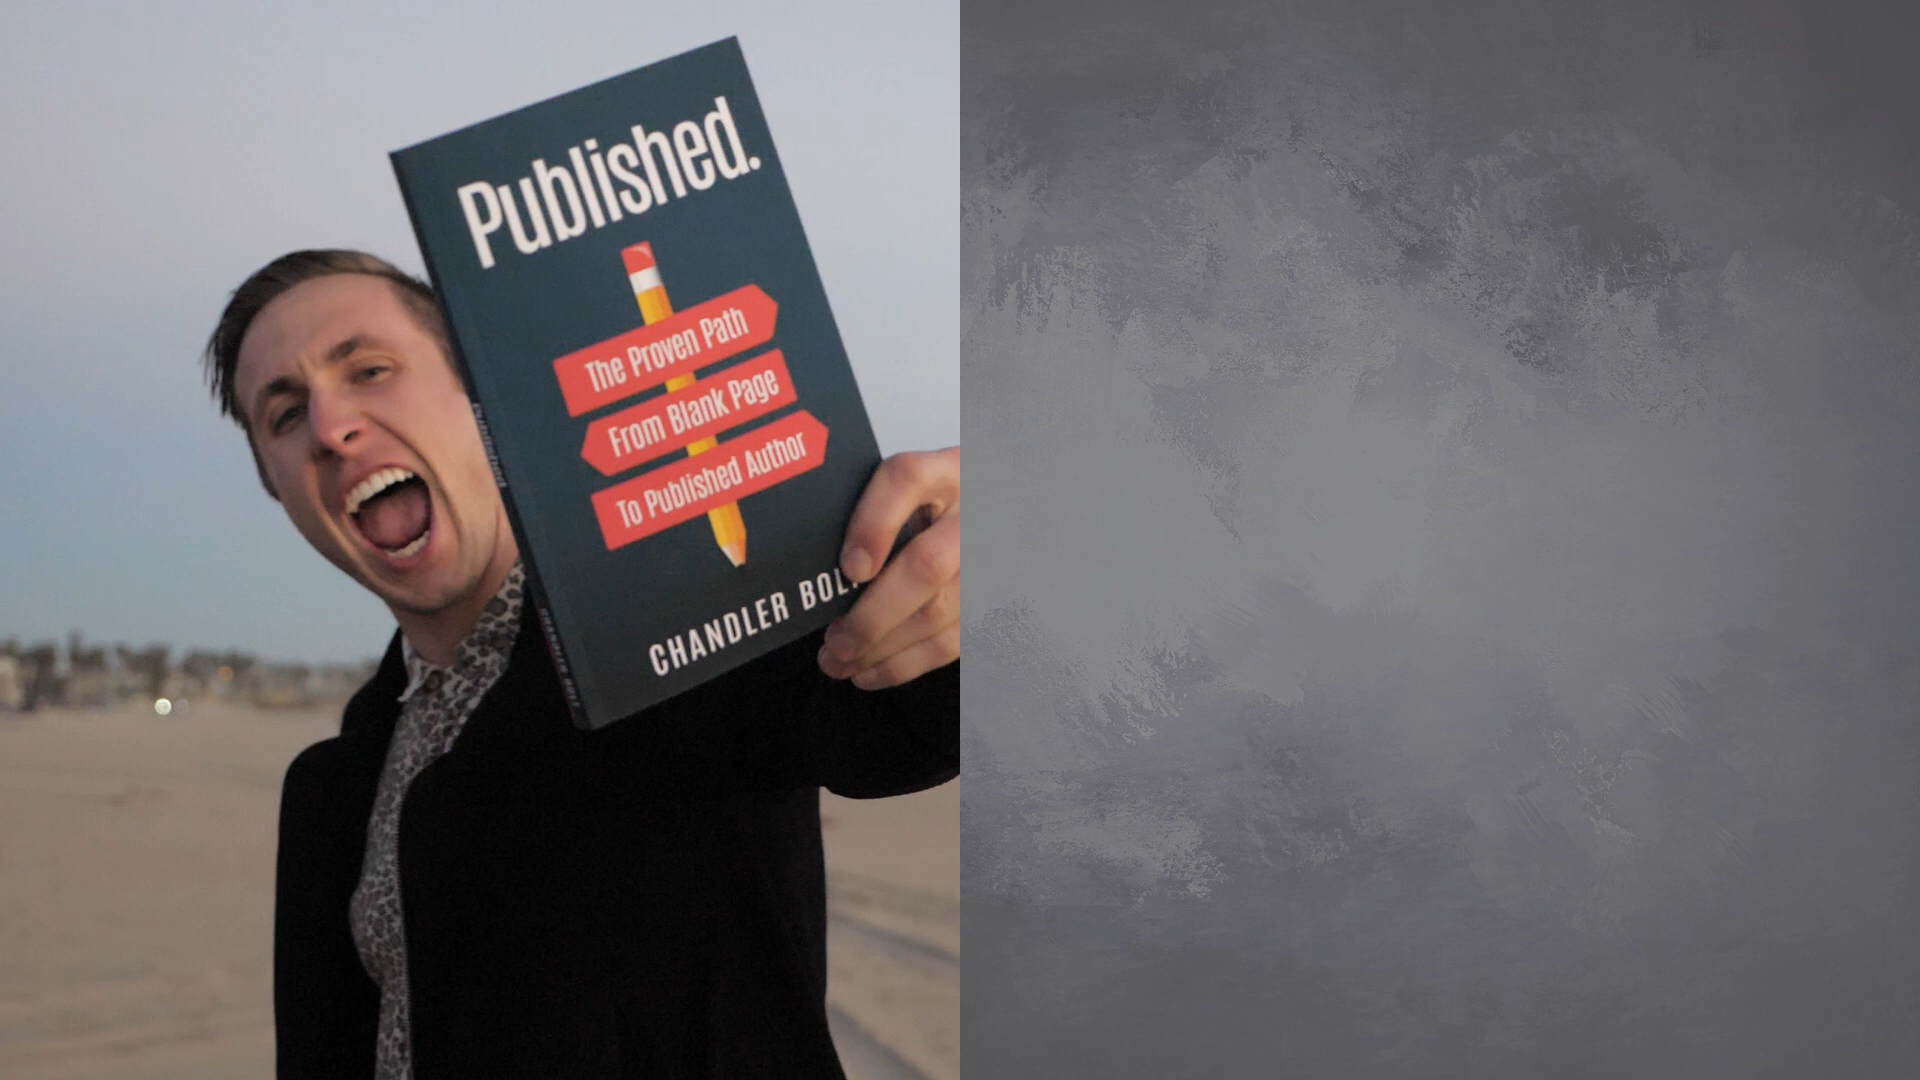 Published.
The Proven Path
From Blank Page
To Published Author
CHANDLER